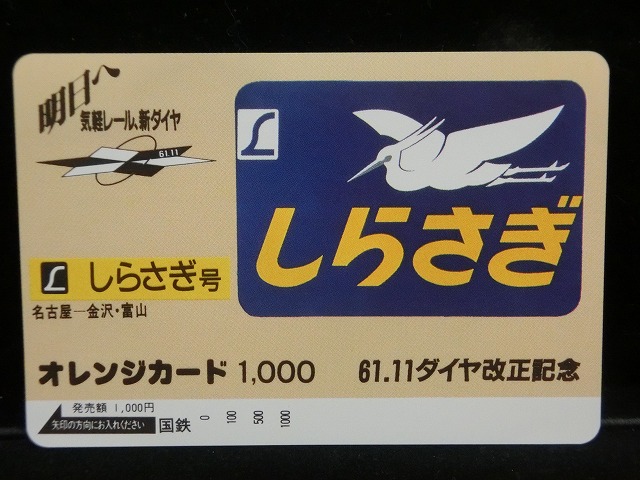 明日へ
気軽レール、新ダイヤ
61.11
L
しらさぎ
L しらさぎ号
名古屋ー金沢・富山
オレンジカード 1,000 61.11ダイヤ改正記念
発売額 1,000円
矢印の方向にお入れください 国鉄 0 100 500 1000